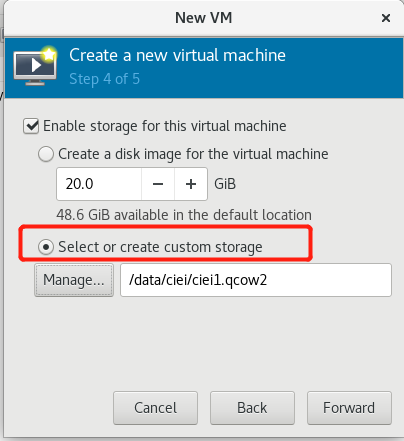 New VM
Create a new virtual machine
Step 4 of 5
Enable storage for this virtual machine
Create a disk image for the virtual machine
20.0 GiB
48.6 GiB available in the default location
Select or create custom storage
Manage... /data/ciei/ciei1.qcow2
Cancel Back Forward